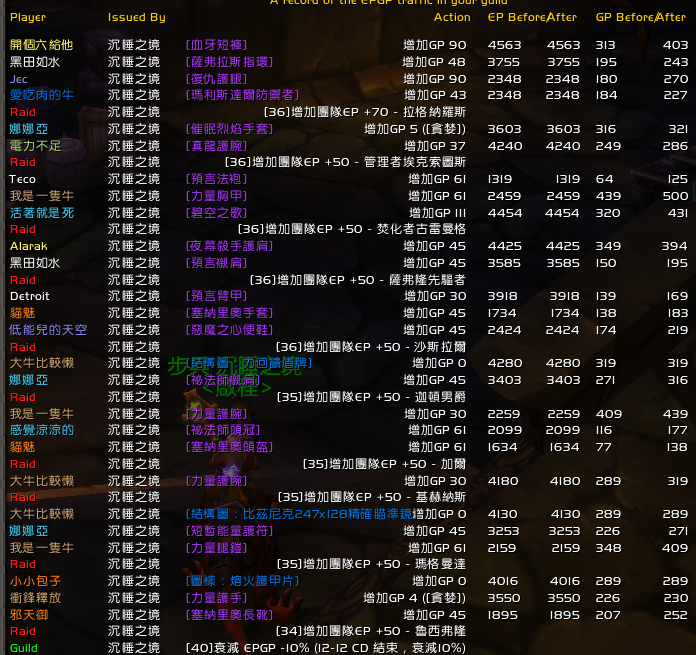 A record of the EPGP traffic in your guild
Player Issued By Action EP Before/After GP Before/After
開個六給他 沉睡之境 [血牙短褲] 增加GP 90 4563 4563 313 403
黑田如水 沉睡之境 [薩弗拉斯指環] 增加GP 48 3755 3755 195 243
Jec 沉睡之境 [復仇護腿] 增加GP 90 2348 2348 180 270
愛吃肉的牛 沉睡之境 [瑪利斯達爾防禦者] 增加GP 43 2348 2348 184 227
Raid 沉睡之境 [36]增加團隊EP +70 - 拉格納羅斯
娜娜亞 沉睡之境 [催眠烈焰手套] 增加GP 5 ([貪婪]) 3603 3603 316 321
電力不足 沉睡之境 [真龍護腕] 增加GP 37 4240 4240 249 286
Raid 沉睡之境 [36]增加團隊EP +50 - 管理者埃克索圖斯
Teco 沉睡之境 [預言法袍] 增加GP 61 1319 1319 64 125
我是一隻牛 沉睡之境 [力量胸甲] 增加GP 61 2459 2459 439 500
活著就是死 沉睡之境 [碧空之歌] 增加GP 111 4454 4454 320 431
Raid 沉睡之境 [36]增加團隊EP +50 - 焚化者古雷曼格
Alarak 沉睡之境 [夜幕殺手護肩] 增加GP 45 4425 4425 349 394
黑田如水 沉睡之境 [預言襯肩] 增加GP 45 3585 3585 150 195
Raid 沉睡之境 [36]增加團隊EP +50 - 薩弗隆先驅者
Detroit 沉睡之境 [預言臂甲] 增加GP 30 3918 3918 139 169
貓魅 沉睡之境 [塞納里奧手套] 增加GP 45 1734 1734 138 183
低能兒的天空 沉睡之境 [惡魔之心便鞋] 增加GP 45 2424 2424 174 219
Raid 沉睡之境 [36]增加團隊EP +50 - 沙斯拉爾
大牛比較懶 沉睡之境 [結構圖：力回饋盾牌] 增加GP 0 4280 4280 319 319
娜娜亞 沉睡之境 [祕法師襯肩] 增加GP 45 3403 3403 271 316
Raid 沉睡之境 [35]增加團隊EP +50 - 迦頓男爵
我是一隻牛 沉睡之境 [力量護腕] 增加GP 30 2259 2259 409 439
感覺涼涼的 沉睡之境 [祕法師頭冠] 增加GP 61 2099 2099 116 177
貓魅 沉睡之境 [塞納里奧頭盔] 增加GP 61 1634 1634 77 138
Raid 沉睡之境 [35]增加團隊EP +50 - 加爾
大牛比較懶 沉睡之境 [力量護腕] 增加GP 30 4180 4180 289 319
Raid 沉睡之境 [35]增加團隊EP +50 - 基赫納斯
大牛比較懶 沉睡之境 [結構圖：比茲尼克247x128精確瞄準鏡 增加GP 0 4130 4130 289 289
娜娜亞 沉睡之境 [短暫能量護符] 增加GP 45 3253 3253 226 271
我是一隻牛 沉睡之境 [力量腿鎧] 增加GP 61 2159 2159 348 409
Raid 沉睡之境 [35]增加團隊EP +50 - 瑪格曼達
小小包子 沉睡之境 [圖樣：熔火護甲片] 增加GP 0 4016 4016 289 289
衝鋒釋放 沉睡之境 [力量護手] 增加GP 4 ([貪婪]) 3550 3550 226 230
邪天御 沉睡之境 [塞納里奧長靴] 增加GP 45 1895 1895 207 252
Raid 沉睡之境 [34]增加團隊EP +50 - 魯西弗隆
Guild 沉睡之境 [40]衰減 EPGP -10% (12-12 CD 結束，衰減10%)